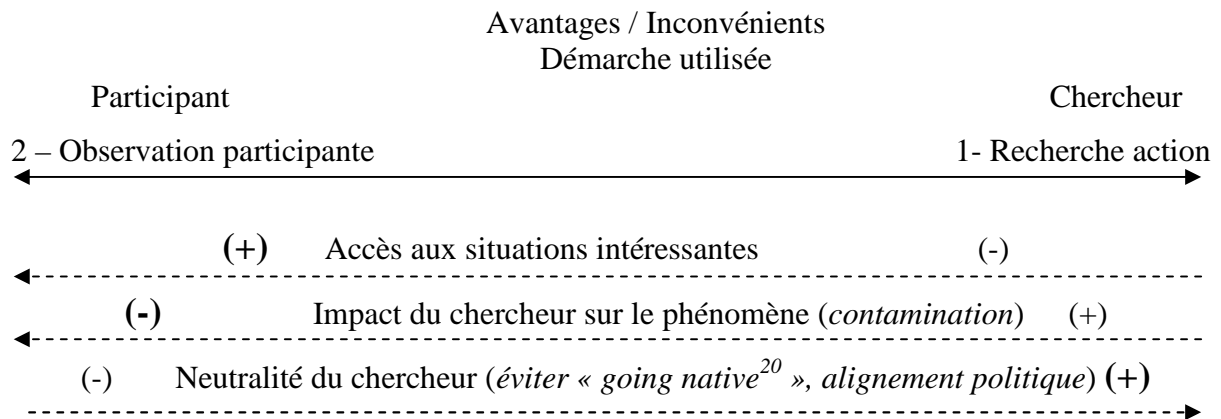 Avantages / Inconvénients
Démarche utilisée
Participant Chercheur
2 – Observation participante 1- Recherche action
(+) Accès aux situations intéressantes (-)
(-) Impact du chercheur sur le phénomène (contamination) (+)
(-) Neutralité du chercheur (éviter « going native20 », alignement politique) (+)